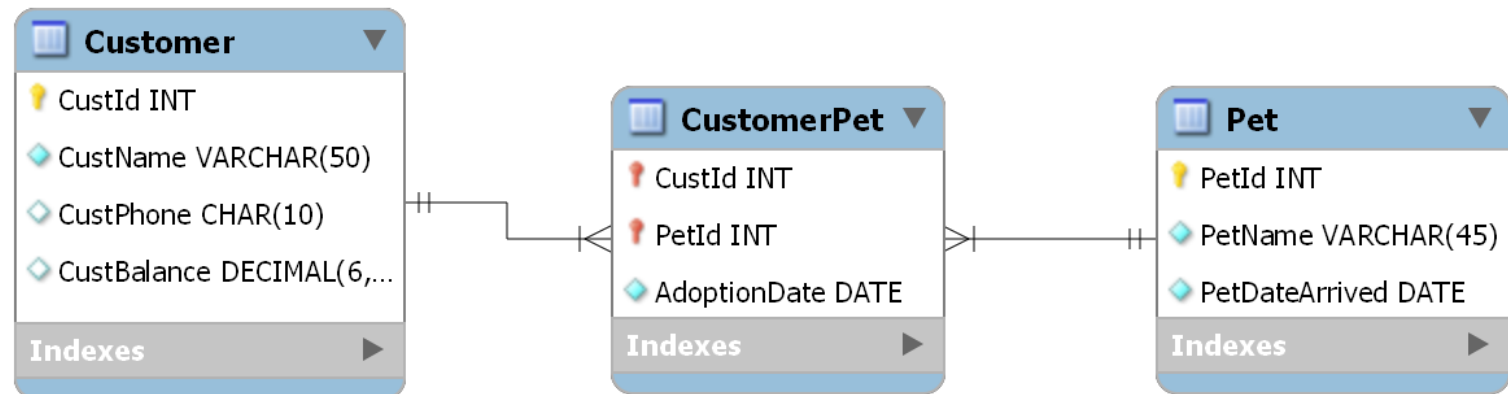 Customer
CustId INT
CustName VARCHAR(50)
CustPhone CHAR(10)
CustBalance DECIMAL(6,...
Indexes
CustomerPet
CustId INT
PetId INT
AdoptionDate DATE
Indexes
Pet
PetId INT
PetName VARCHAR(45)
PetDateArrived DATE
Indexes